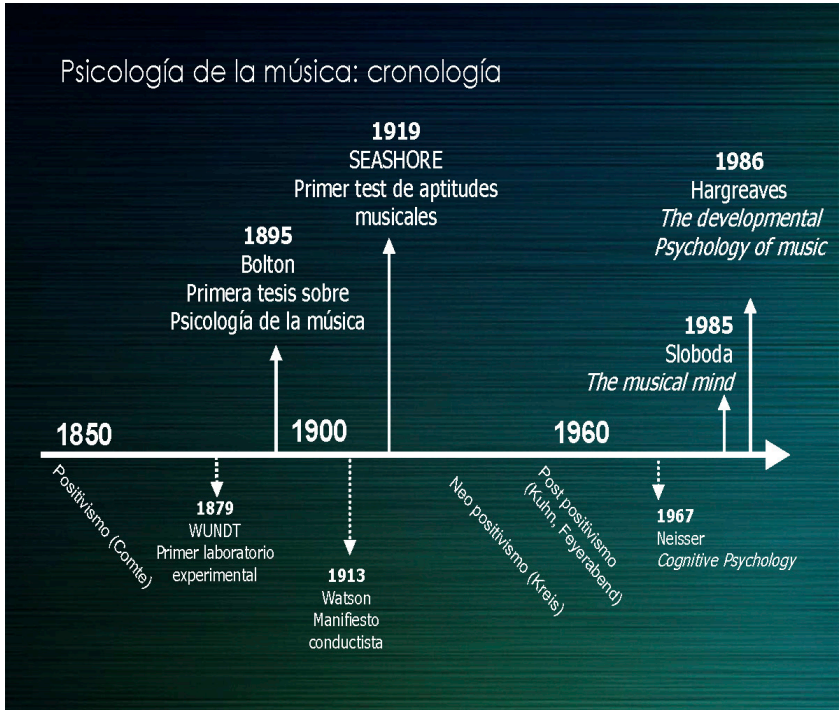 Psicología de la música: cronología
1919
SEASHORE
Primer test de aptitudes
musicales
1986
Hargreaves
The developmental
Psychology of music
1895
Bolton
Primera tesis sobre
Psicología de la música
1985
Sloboda
The musical mind
1850
1900
1960
Positivismo (Comte)
1879
WUNDT
Primer laboratorio
experimental
1913
Watson
Manifiesto
conductista
Neo positivismo (Kreis)
Post positivismo
(Kuhn, Feyerabend)
1967
Neisser
Cognitive Psychology